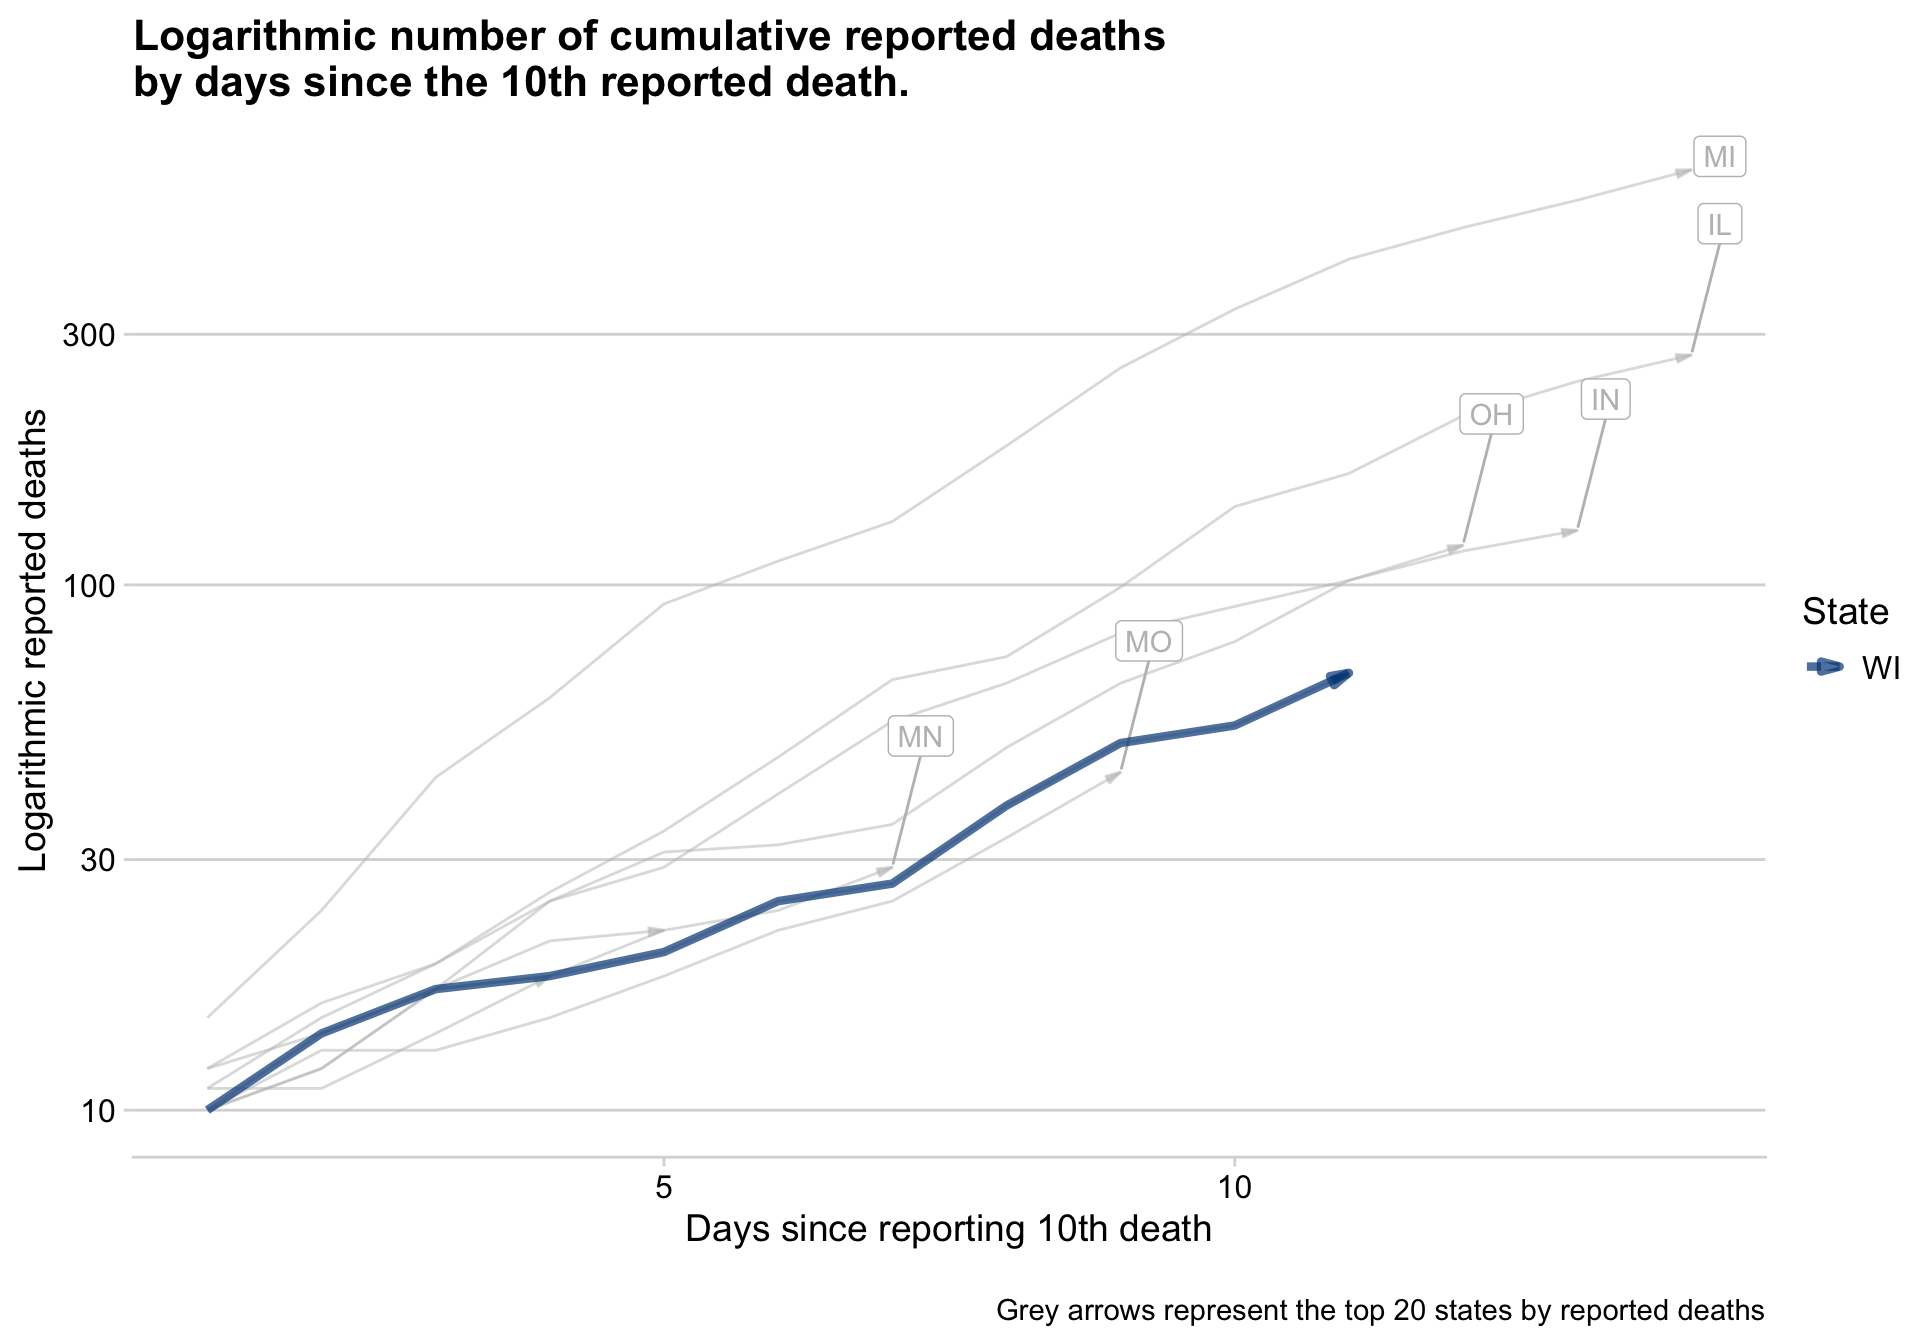 Logarithmic number of cumulative reported deaths
by days since the 10th reported death.
MI
IL
300
IN
OH
Logarithmic reported deaths
100
State
MO
WI
MN
30
10
5
10
Days since reporting 10th death
Grey arrows represent the top 20 states by reported deaths